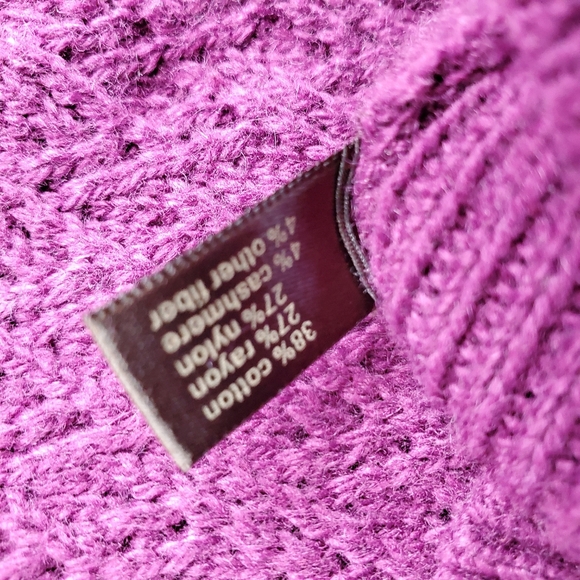 38% cotton
27% rayon
27% nylon
4% cashmere
4% other fiber